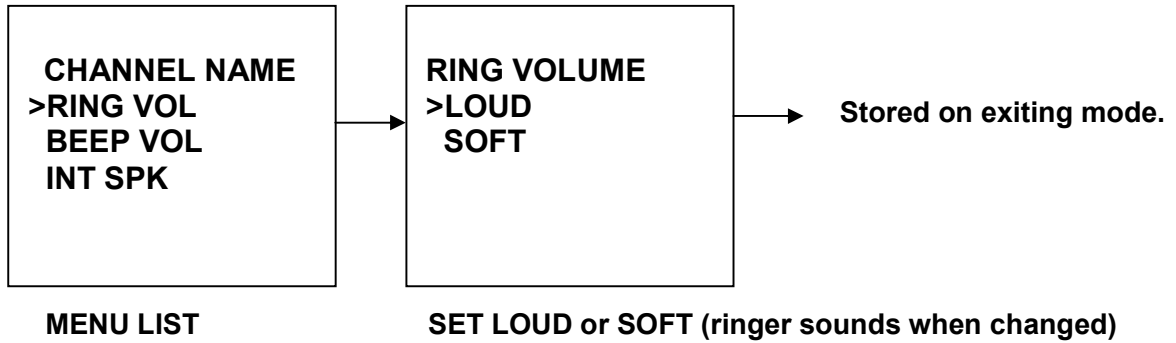 CHANNEL NAME
>RING VOL
BEEP VOL
INT SPK
RING VOLUME
>LOUD
SOFT
Stored on exiting mode.
MENU LIST
SET LOUD or SOFT (ringer sounds when changed)